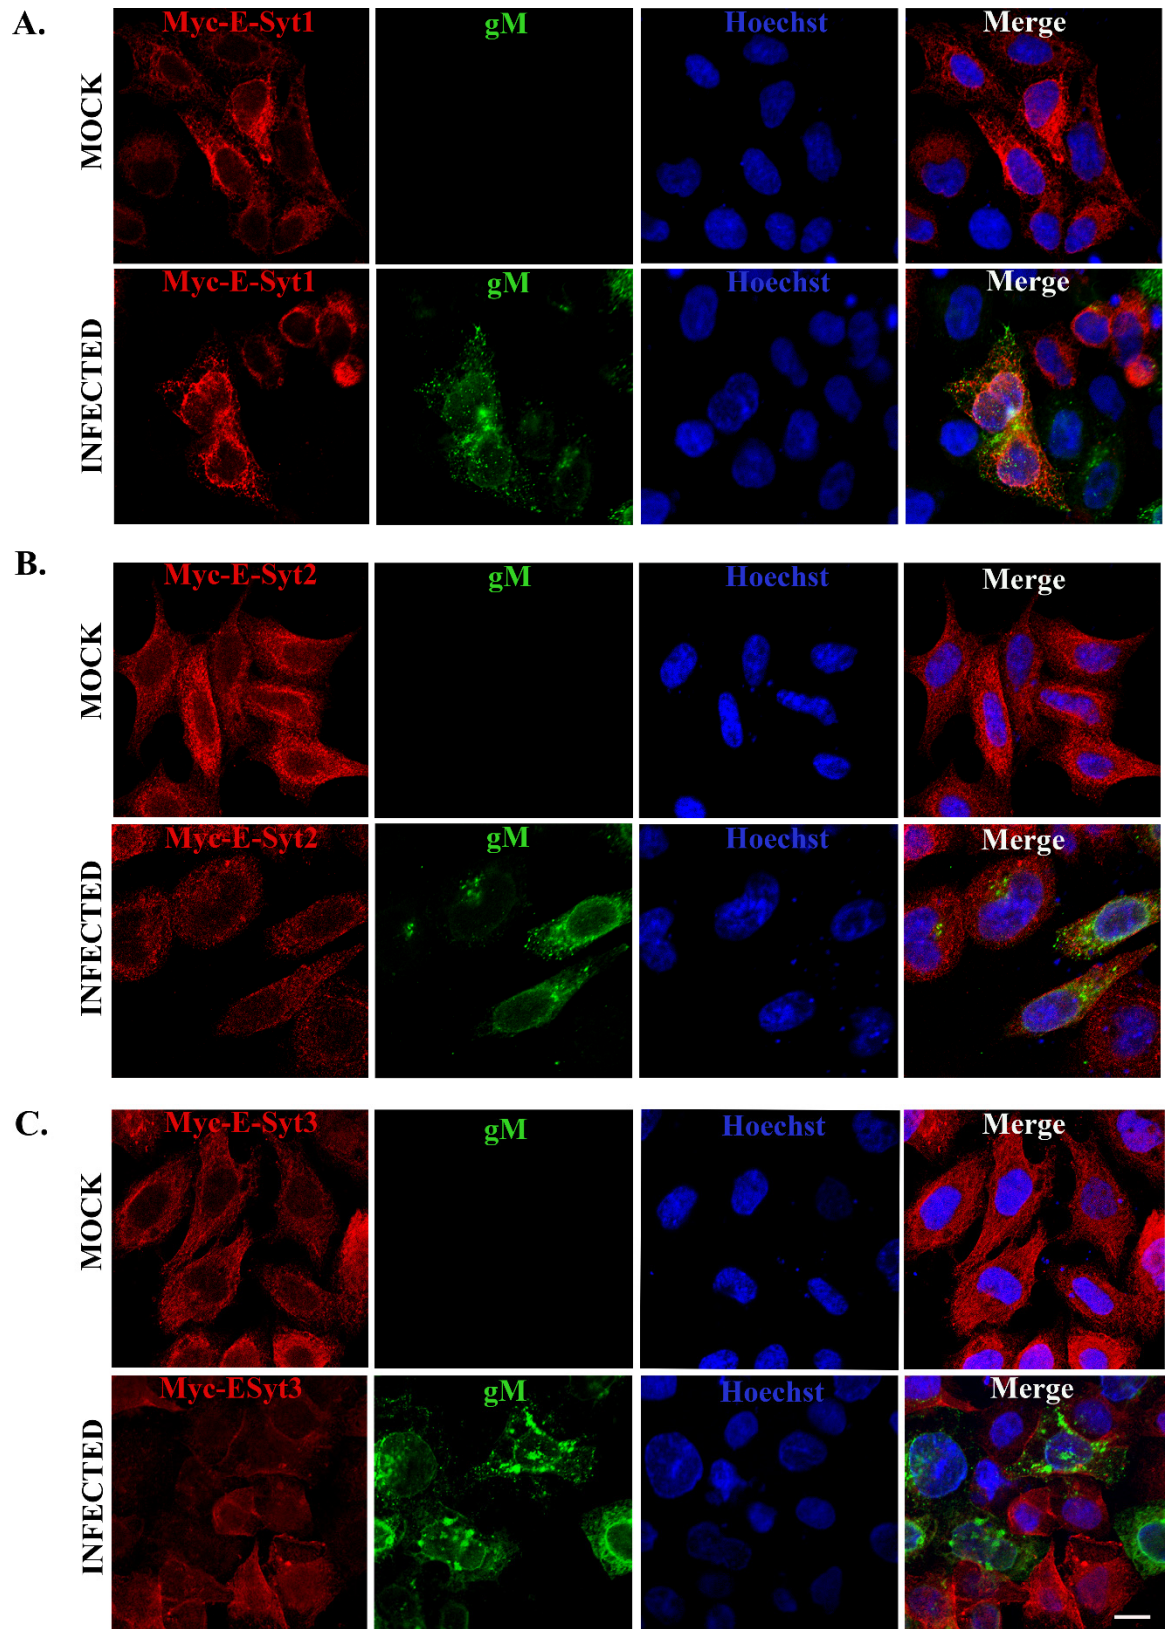 A.
MOCK
Myc-E-Syt1 gM Hoechst Merge
INFECTED
Myc-E-Syt1 gM Hoechst Merge
B.
MOCK
Myc-E-Syt2 gM Hoechst Merge
INFECTED
Myc-E-Syt2 gM Hoechst Merge
C.
MOCK
Myc-E-Syt3 gM Hoechst Merge
INFECTED
Myc-ESyt3 gM Hoechst Merge